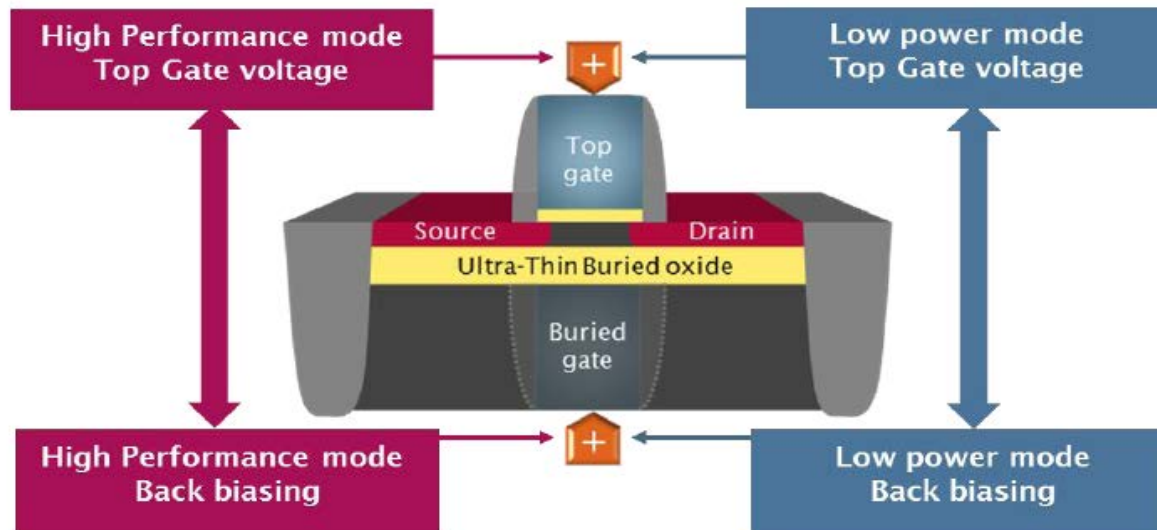 High Performance mode
Top Gate voltage
+
Low power mode
Top Gate voltage
Top
gate
Source
Drain
Ultra-Thin Buried oxide
Buried
gate
High Performance mode
Back biasing
+
Low power mode
Back biasing